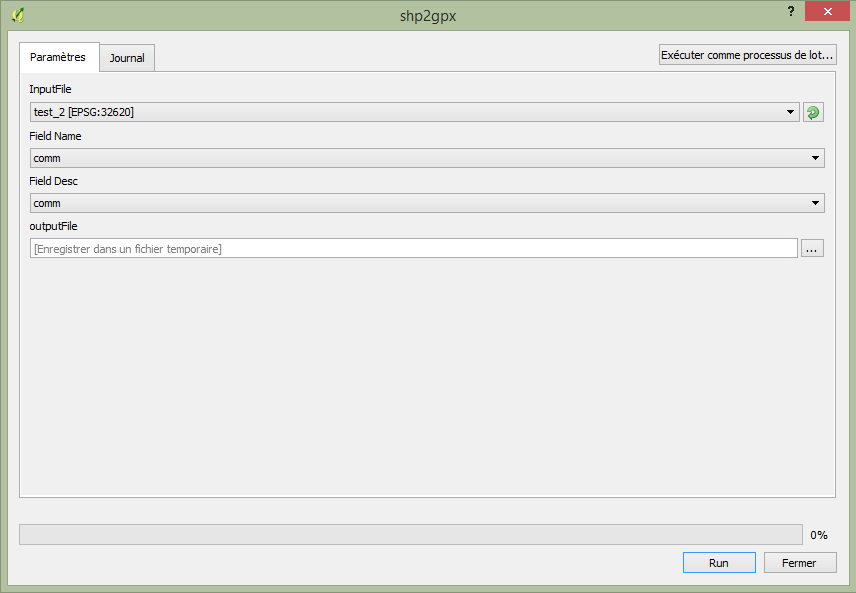 shp2gpx
?
Paramètres
Journal
Exécuter comme processus de lot...
InputFile
test_2 [EPSG:32620]
Field Name
comm
Field Desc
comm
outputFile
[Enregistrer dans un fichier temporaire]
...
0%
Run
Fermer